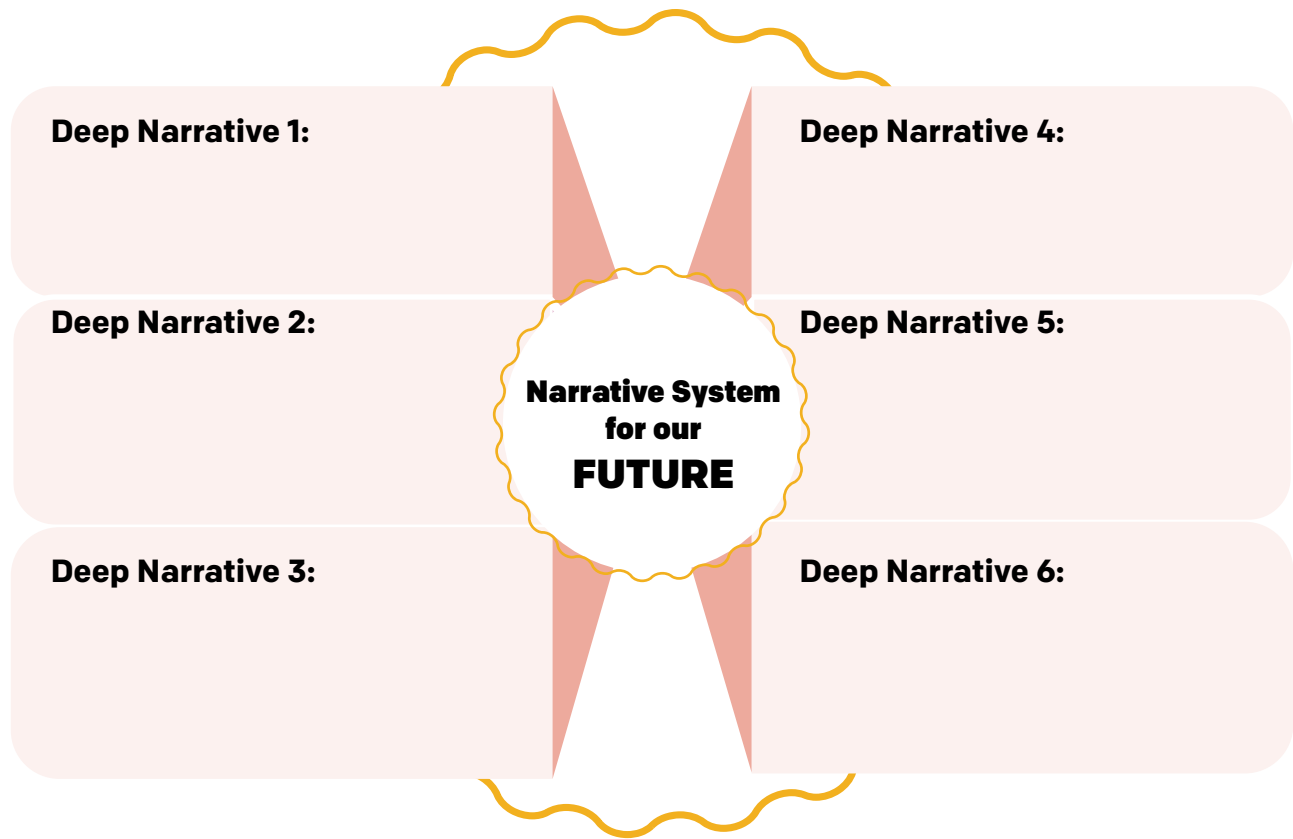 Deep Narrative 1:
Deep Narrative 2:
Deep Narrative 3:
Narrative System
for our
FUTURE
Deep Narrative 4:
Deep Narrative 5:
Deep Narrative 6: